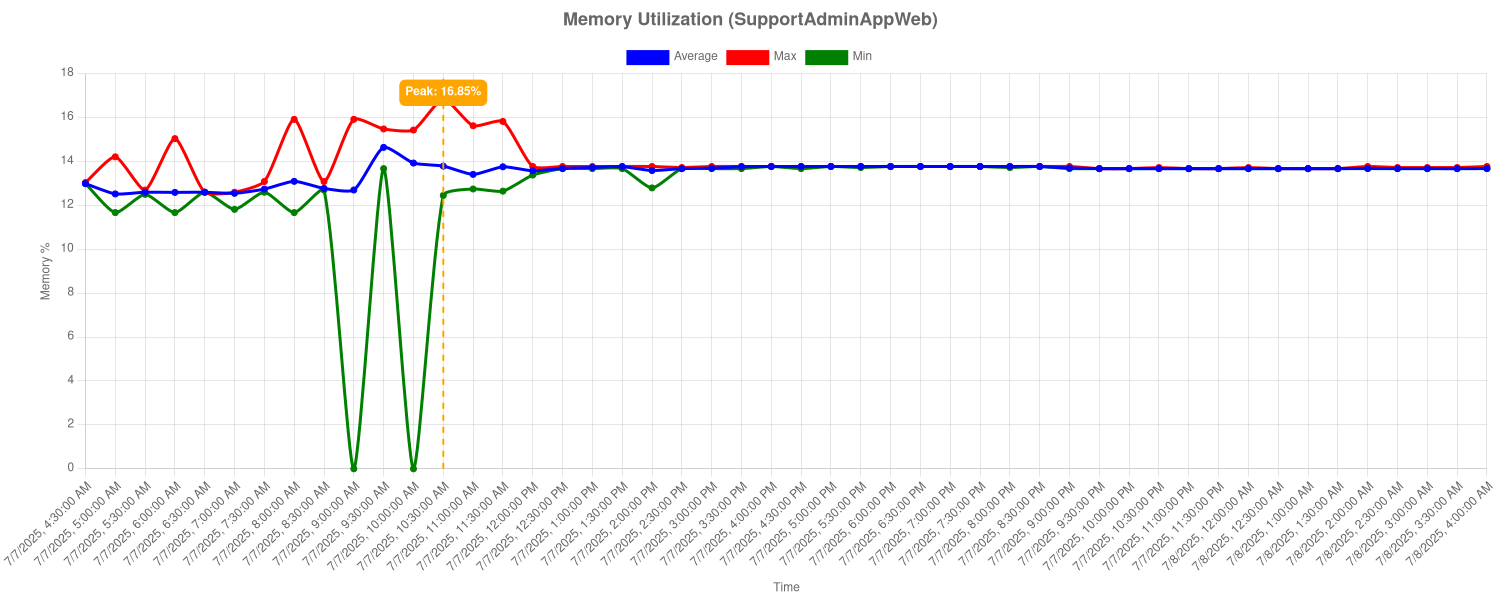 Memory Utilization (SupportAdminAppWeb)
Average Max Min
Peak: 16.85%
18
16
14
12
10
8
6
4
2
0
Memory %
7/7/2025, 4:30:00 AM
7/7/2025, 5:00:00 AM
7/7/2025, 5:30:00 AM
7/7/2025, 6:00:00 AM
7/7/2025, 6:30:00 AM
7/7/2025, 7:00:00 AM
7/7/2025, 7:30:00 AM
7/7/2025, 8:00:00 AM
7/7/2025, 8:30:00 AM
7/7/2025, 9:00:00 AM
7/7/2025, 9:30:00 AM
7/7/2025, 10:00:00 AM
7/7/2025, 10:30:00 AM
7/7/2025, 11:00:00 AM
7/7/2025, 11:30:00 AM
7/7/2025, 12:00:00 PM
7/7/2025, 12:30:00 PM
7/7/2025, 1:00:00 PM
7/7/2025, 1:30:00 PM
7/7/2025, 2:00:00 PM
7/7/2025, 2:30:00 PM
7/7/2025, 3:00:00 PM
7/7/2025, 3:30:00 PM
7/7/2025, 4:00:00 PM
7/7/2025, 4:30:00 PM
7/7/2025, 5:00:00 PM
7/7/2025, 5:30:00 PM
7/7/2025, 6:00:00 PM
7/7/2025, 6:30:00 PM
7/7/2025, 7:00:00 PM
7/7/2025, 7:30:00 PM
7/7/2025, 8:00:00 PM
7/7/2025, 8:30:00 PM
7/7/2025, 9:00:00 PM
7/7/2025, 9:30:00 PM
7/7/2025, 10:00:00 PM
7/7/2025, 10:30:00 PM
7/7/2025, 11:00:00 PM
7/7/2025, 11:30:00 PM
7/8/2025, 12:00:00 AM
7/8/2025, 12:30:00 AM
7/8/2025, 1:00:00 AM
7/8/2025, 1:30:00 AM
7/8/2025, 2:00:00 AM
7/8/2025, 2:30:00 AM
7/8/2025, 3:00:00 AM
7/8/2025, 3:30:00 AM
7/8/2025, 4:00:00 AM
Time